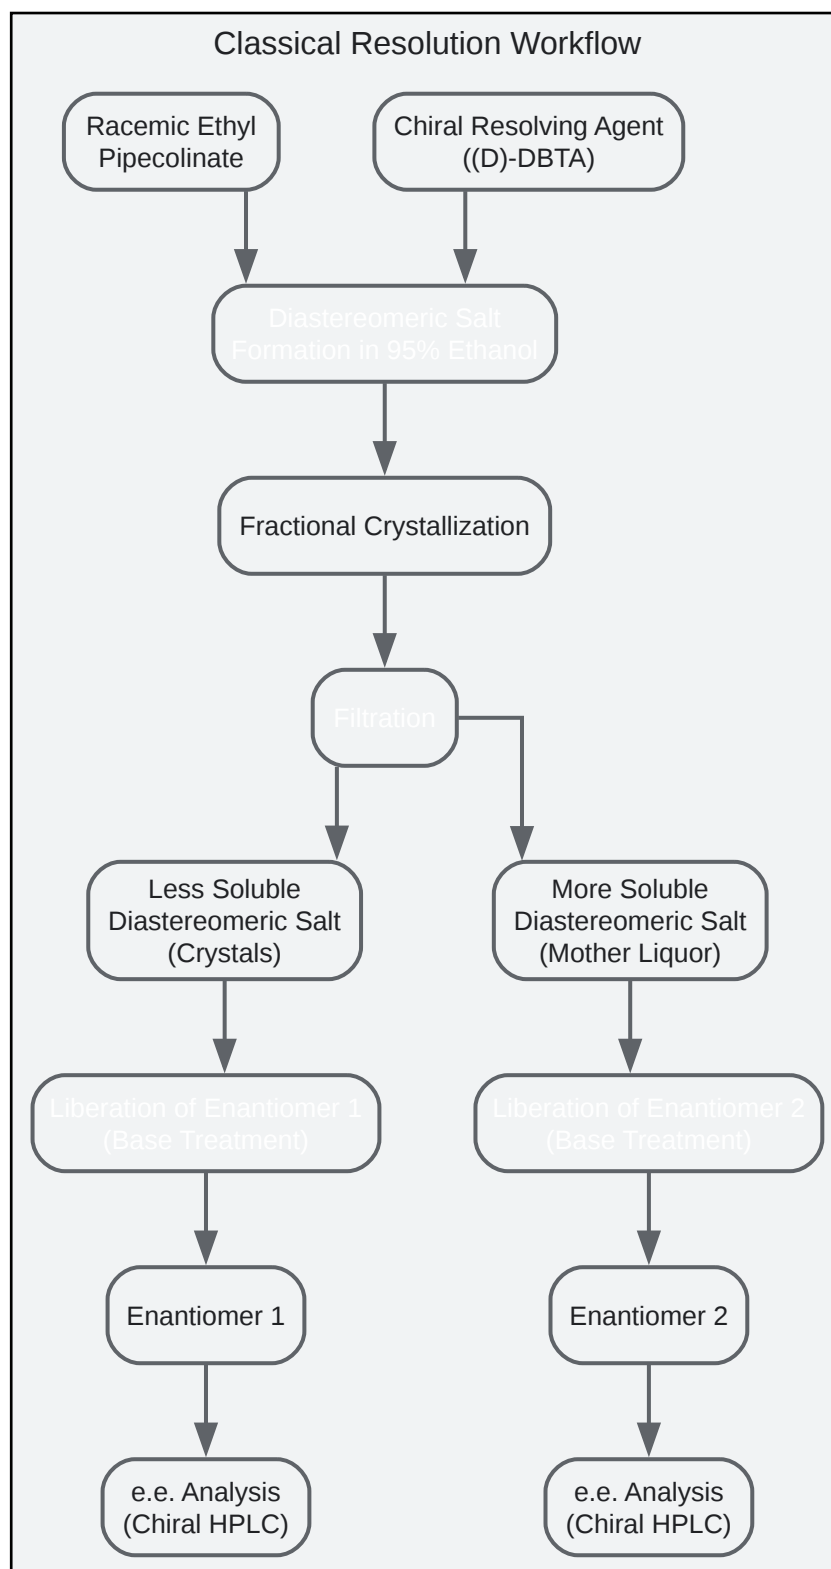 Classical Resolution Workflow
Racemic Ethyl
Pipecolinate
Chiral Resolving Agent
((D)-DBTA)
Diastereomeric Salt
Formation in 95% Ethanol
Fractional Crystallization
Filtration
Less Soluble
Diastereomeric Salt
(Crystals)
More Soluble
Diastereomeric Salt
(Mother Liquor)
Liberation of Enantiomer 1
(Base Treatment)
Liberation of Enantiomer 2
(Base Treatment)
Enantiomer 1
Enantiomer 2
e.e. Analysis
(Chiral HPLC)
e.e. Analysis
(Chiral HPLC)